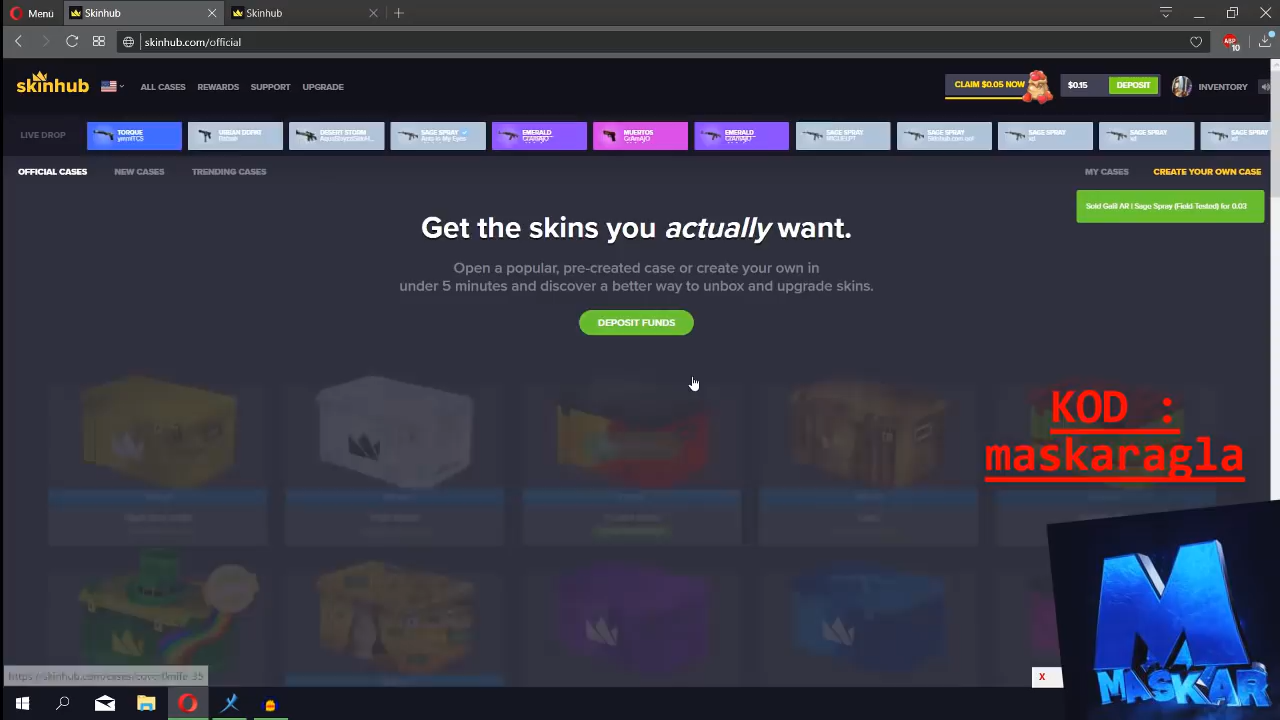 Menü
Skinhub
Skinhub
skinhub.com/official
ABP
10
skinhub
ALL CASES
REWARDS
SUPPORT
UPGRADE
CLAIM $0.05 NOW
$0.15
DEPOSIT
INVENTORY
LIVE DROP
TORQUE
URBAN DDPAT
DESERT STORM
SAGE SPRAY
EMERALD
MUERTOS
EMERALD
SAGE SPRAY
SAGE SPRAY
SAGE SPRAY
SAGE SPRAY
SAGE SPRAY
OFFICIAL CASES
NEW CASES
TRENDING CASES
MY CASES
CREATE YOUR OWN CASE
Sold Galil AR | Sage Spray (Field Tested) for 0.03
Get the skins you actually want.
Open a popular, pre-created case or create your own in
under 5 minutes and discover a better way to unbox and upgrade skins.
DEPOSIT FUNDS
KOD :
maskaragla
M
MASKAR
X